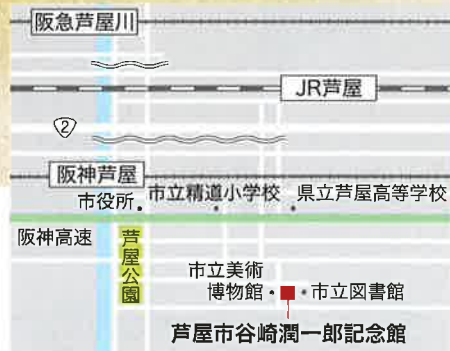 阪急芦屋川
JR芦屋
2
阪神芦屋
市役所
市立精道小学校
県立芦屋高等学校
阪神高速
芦屋公園
市立美術
博物館
市立図書館
芦屋市谷崎潤一郎記念館